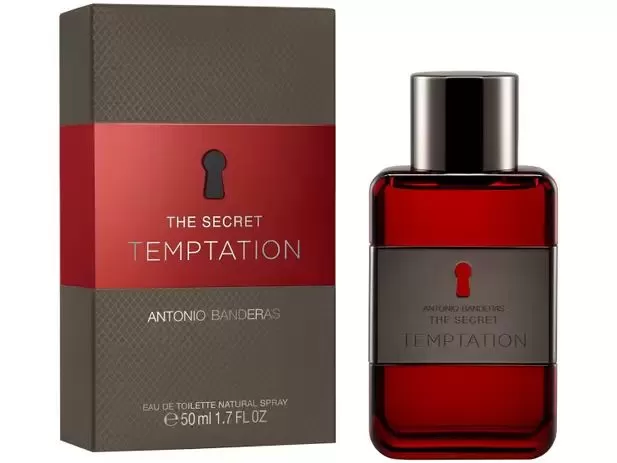 THE SECRET
TEMPTATION
ANTONIO BANDERAS
EAU DE TOILETTE NATURAL SPRAY
℮50 ml 1.7 FL OZ
ANTONIO BANDERAS
THE SECRET
TEMPTATION